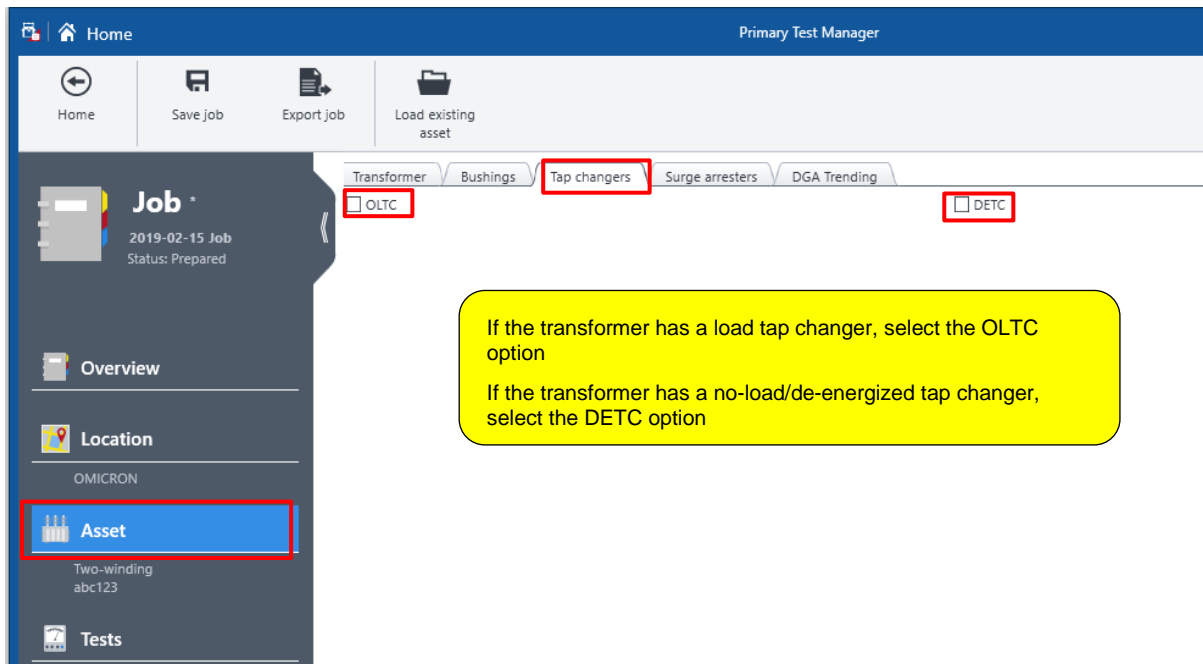 Home
Primary Test Manager
Home
Save job
Export job
Load existing
asset
Transformer
Bushings
Tap changers
Surge arresters
DGA Trending
Job *
2019-02-15 Job
Status: Prepared
OLTC
DETC
If the transformer has a load tap changer, select the OLTC
option
If the transformer has a no-load/de-energized tap changer,
select the DETC option
Overview
Location
OMICRON
Asset
Two-winding
abc123
Tests